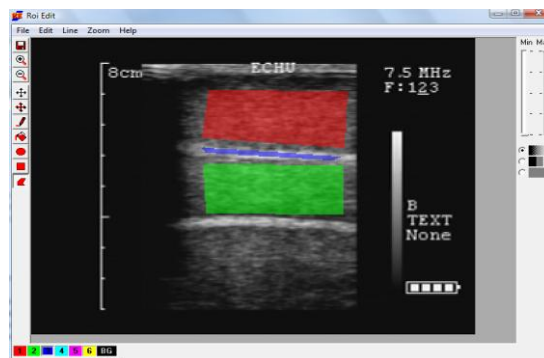 Roi Edit
File Edit Line Zoom Help
Min
8cm
ECHU
7.5 MHz
F:123
B
TEXT
None
1 2 4 5 6 BG